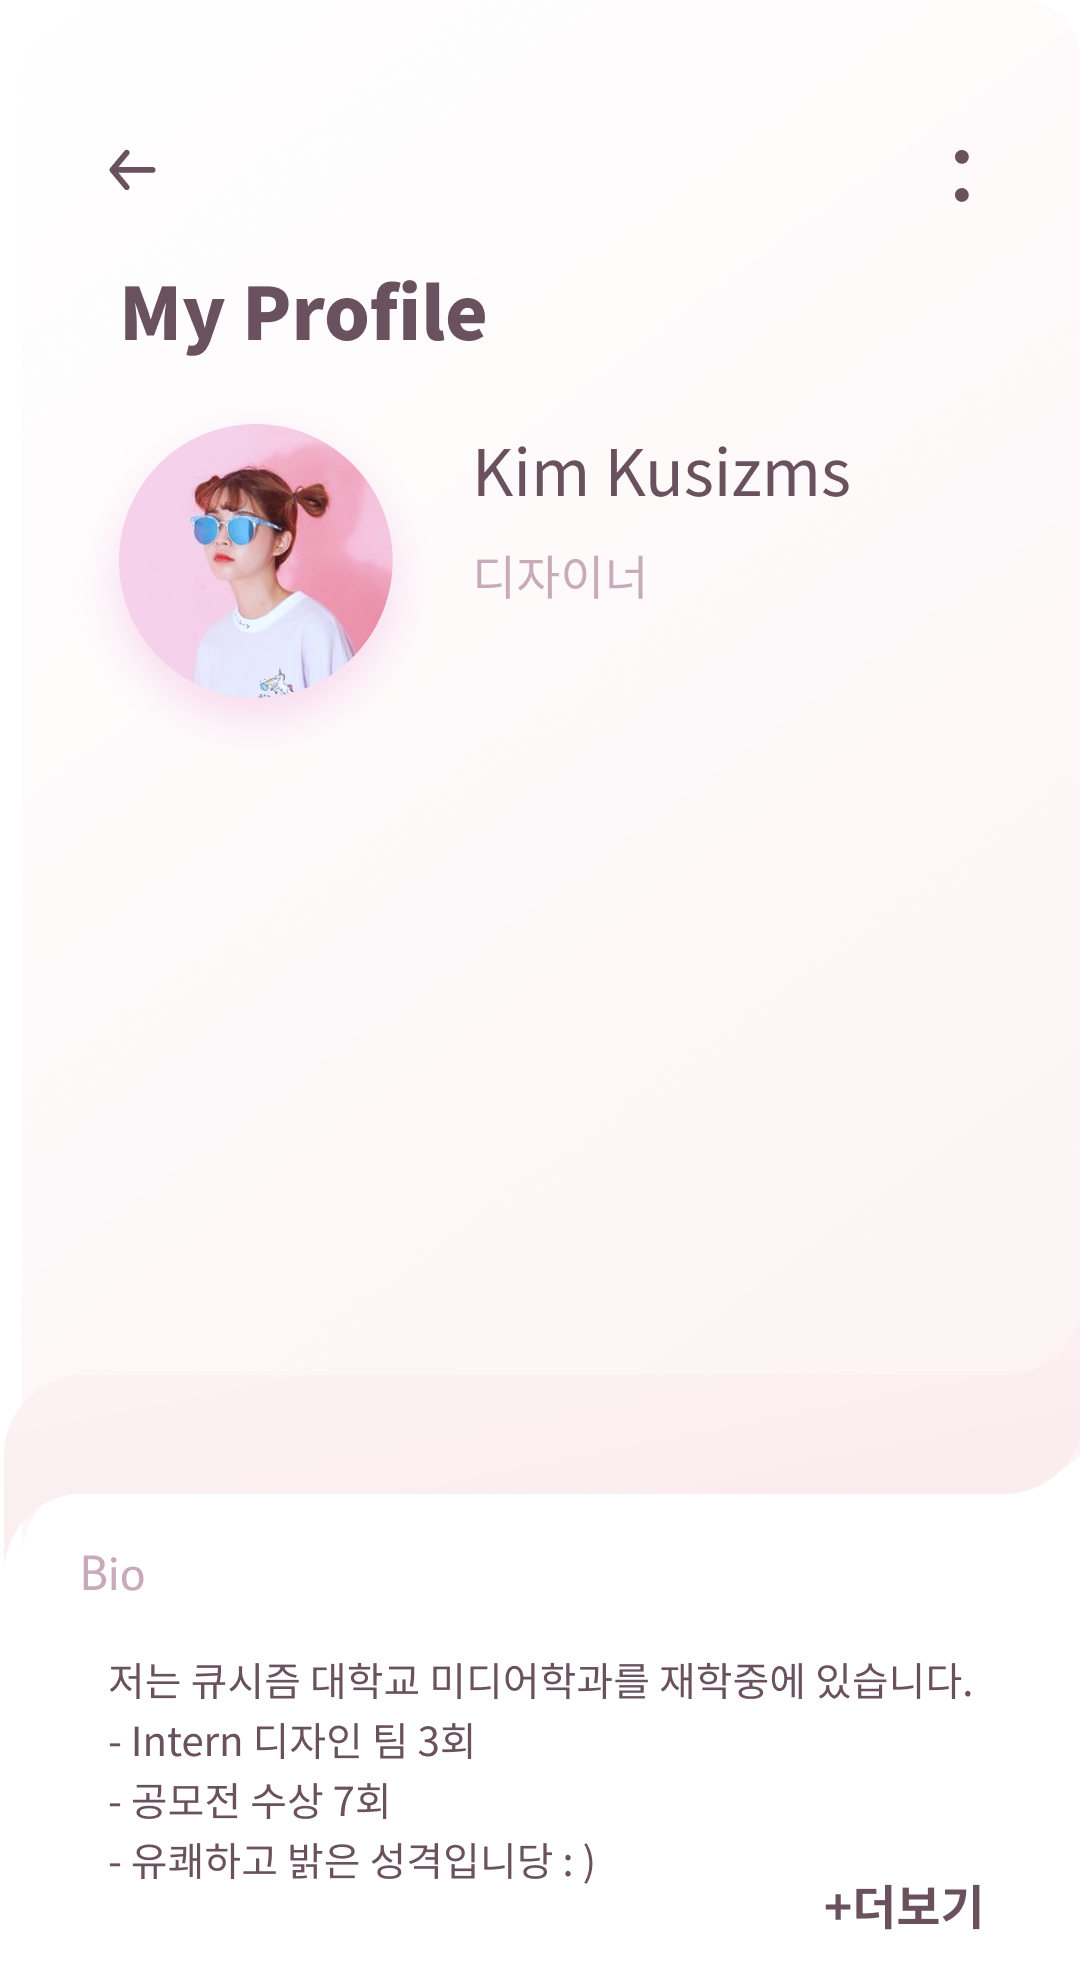 My Profile
Kim Kusizms
디자이너
Bio
저는 큐시즘 대학교 미디어학과를 재학중에 있습니다.
- Intern 디자인 팀 3회
- 공모전 수상 7회
- 유쾌하고 밝은 성격입니당 : )
+더보기